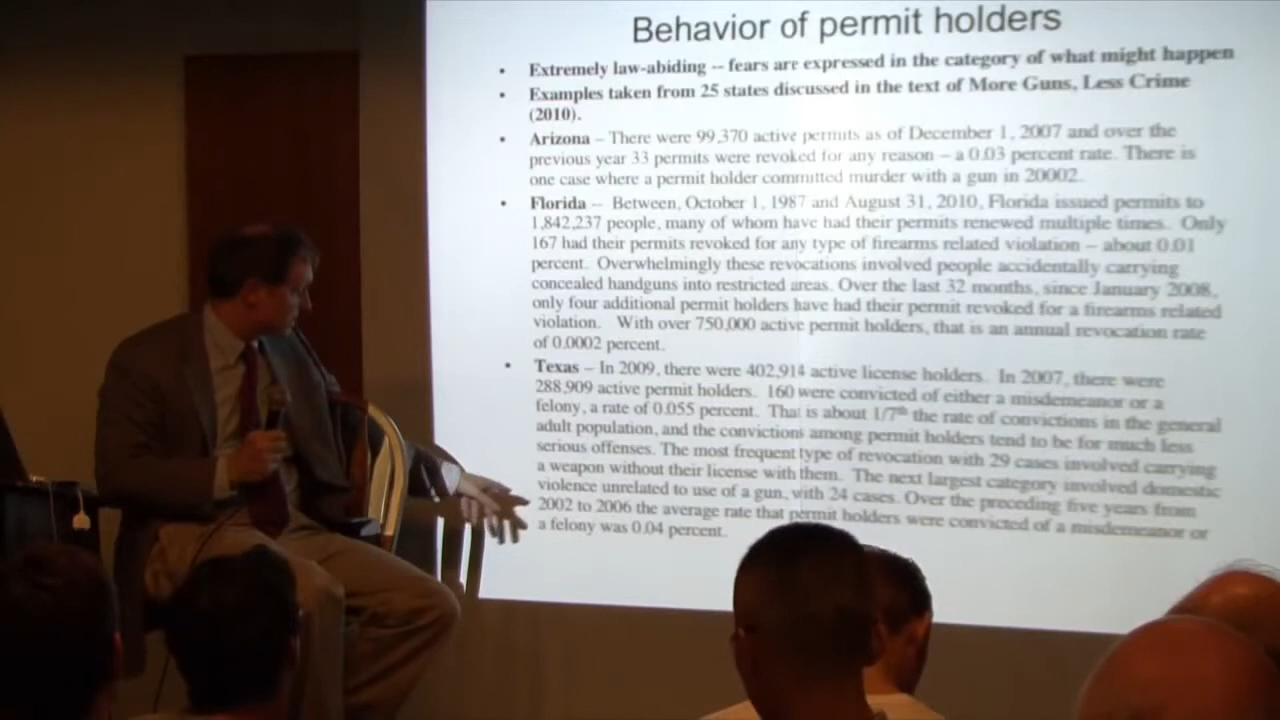 Behavior of permit holders
• Extremely law-abiding -- fears are expressed in the category of what might happen
• Examples taken from 25 states discussed in the text of More Guns, Less Crime
(2010).
• Arizona – There were 99,370 active permits as of December 1, 2007 and over the
previous year 33 permits were revoked for any reason – a 0.03 percent rate. There is
one case where a permit holder committed murder with a gun in 20002.
• Florida -- Between, October 1, 1987 and August 31, 2010, Florida issued permits to
1,842,237 people, many of whom have had their permits renewed multiple times. Only
167 had their permits revoked for any type of firearms related violation – about 0.01
percent. Overwhelmingly these revocations involved people accidentally carrying
concealed handguns into restricted areas. Over the last 32 months, since January 2008,
only four additional permit holders have had their permit revoked for a firearms related
violation. With over 750,000 active permit holders, that is an annual revocation rate
of 0.0002 percent.
• Texas – In 2009, there were 402,914 active license holders. In 2007, there were
288,909 active permit holders. 160 were convicted of either a misdemeanor or a
felony, a rate of 0.055 percent. That is about 1/7th the rate of convictions in the general
adult population, and the convictions among permit holders tend to be for much less
serious offenses. The most frequent type of revocation with 29 cases involved carrying
a weapon without their license with them. The next largest category involved domestic
violence unrelated to use of a gun, with 24 cases. Over the preceding five years from
2002 to 2006 the average rate that permit holders were convicted of a misdemeanor or
a felony was 0.04 percent.